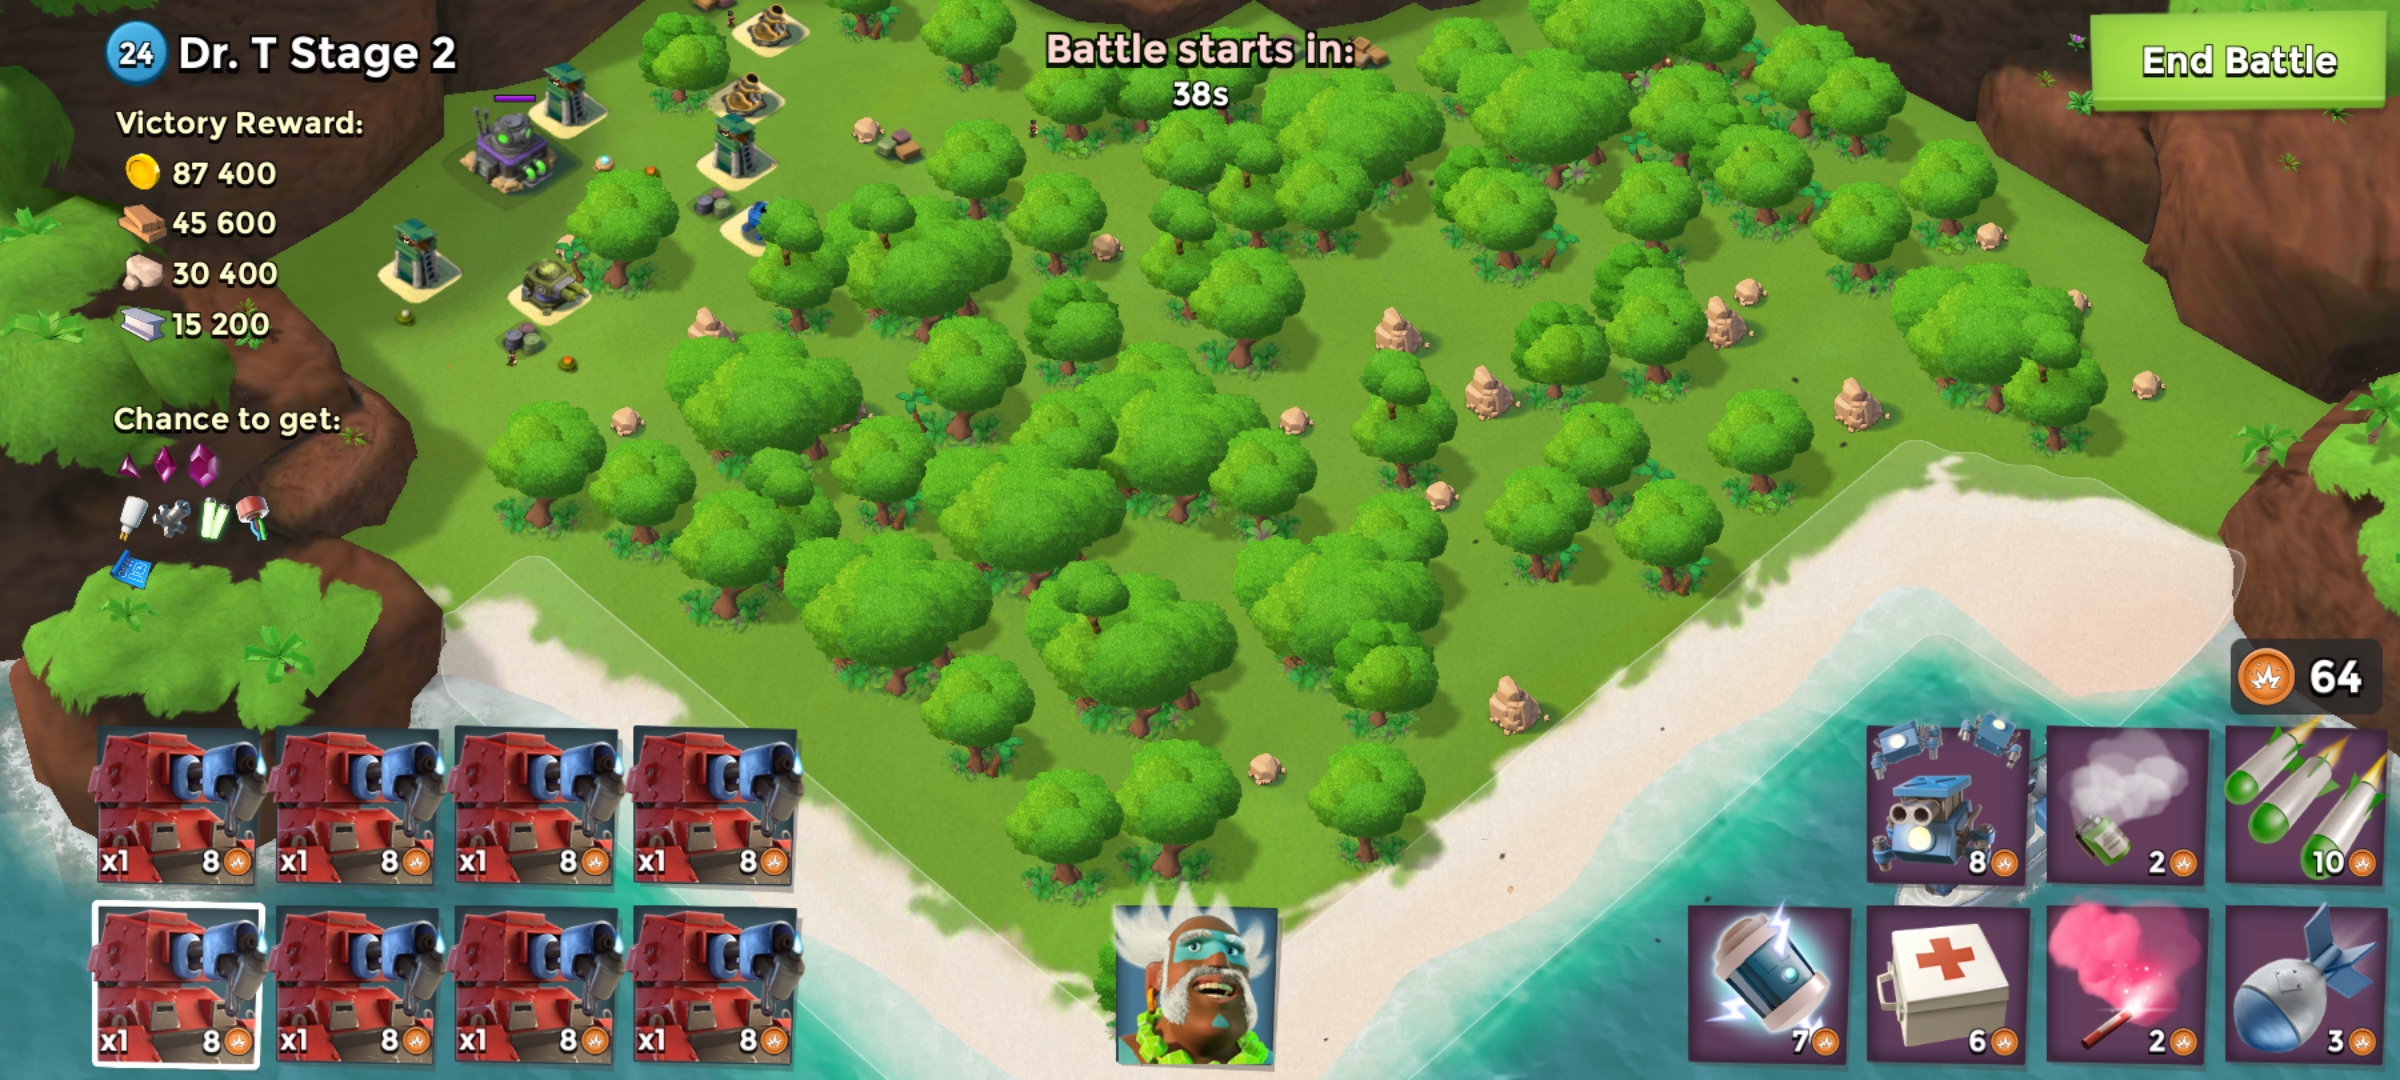 24 Dr. T Stage 2
Battle starts in:
38s
End Battle
Victory Reward:
87 400
45 600
30 400
15 200
Chance to get:
64
x1 8
x1 8
x1 8
x1 8
8
2
10
x1 8
x1 8
x1 8
x1 8
7
6
2
3